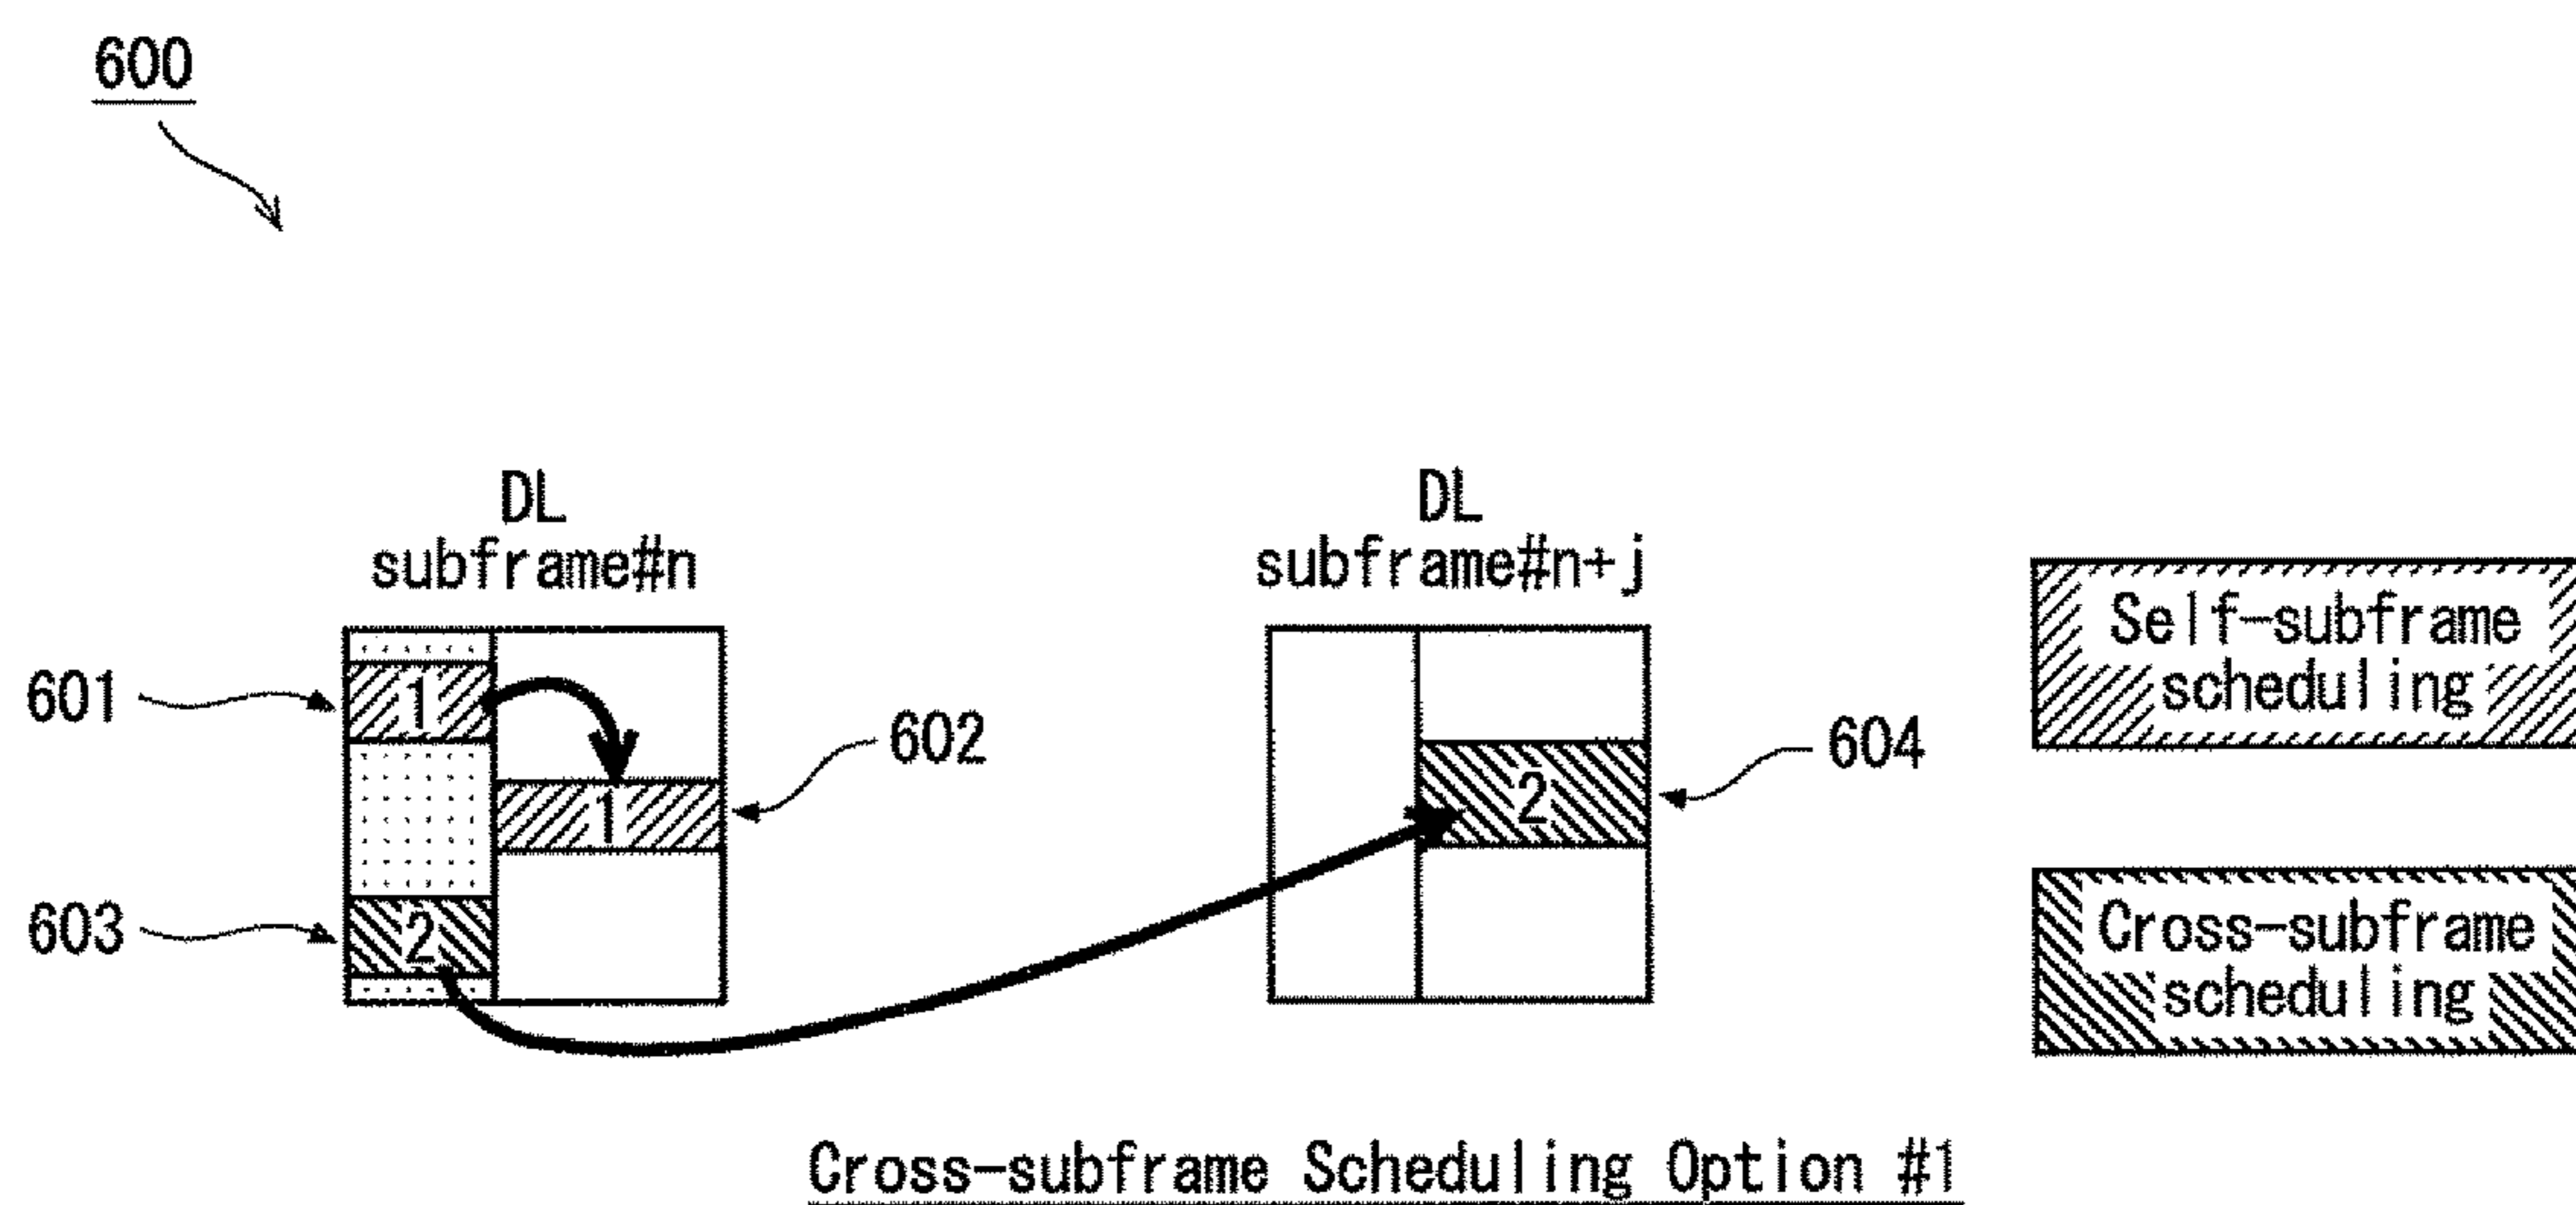 600
DL
subframe#n
DL
subframe#n+j
Self-subframe
scheduling
601
1
602
1
604
2
603
2
Cross-subframe
scheduling
Cross-subframe Scheduling Option #1